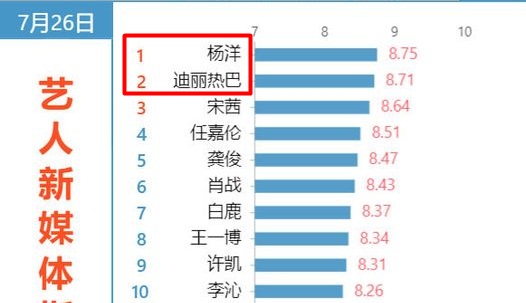 7月26日
艺人新媒体
7 8 9 10
1 杨洋 8.75
2 迪丽热巴 8.71
3 宋茜 8.64
4 任嘉伦 8.51
5 龚俊 8.47
6 肖战 8.43
7 白鹿 8.37
8 王一博 8.34
9 许凯 8.31
10 李沁 8.26